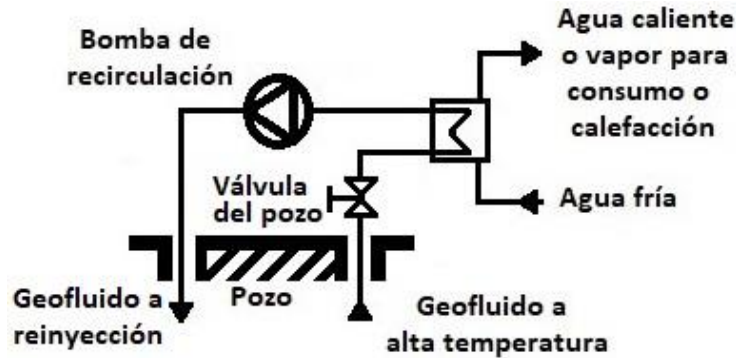 Bomba de
recirculación
Agua caliente
o vapor para
consumo o
calefacción
Válvula
del pozo
Agua fría
Geofluido a
reinyección
Pozo
Geofluido a
alta temperatura